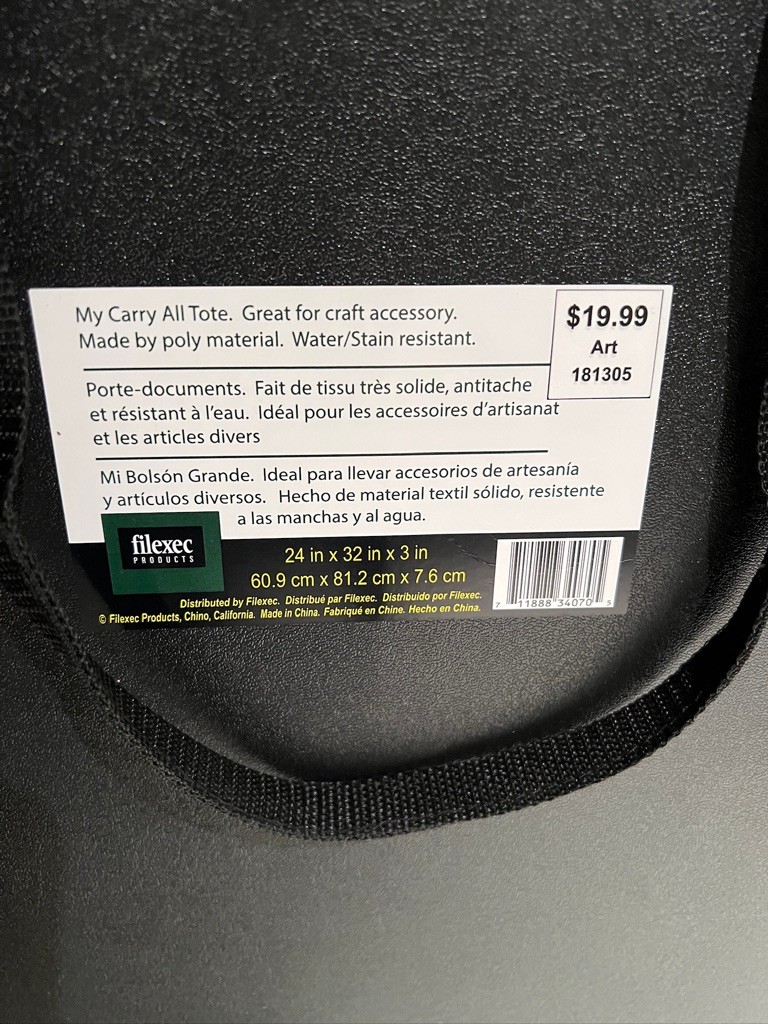 My Carry All Tote. Great for craft accessory.
Made by poly material. Water/Stain resistant.
$19.99
Art
181305
Porte-documents. Fait de tissu très solide, antitache
et résistant à l'eau. Idéal pour les accessoires d'artisanat
et les articles divers
Mi Bolsón Grande. Ideal para llevar accesorios de artesanía
y artículos diversos. Hecho de material textil sólido, resistente
a las manchas y al agua.
filexec
PRODUCTS
24 in x 32 in x 3 in
60.9 cm x 81.2 cm x 7.6 cm
Distributed by Filexec. Distribué par Filexec. Distribuido por Filexec.
© Filexec Products, Chino, California. Made in China. Fabriqué en Chine. Hecho en China.
7 11888 34070 5